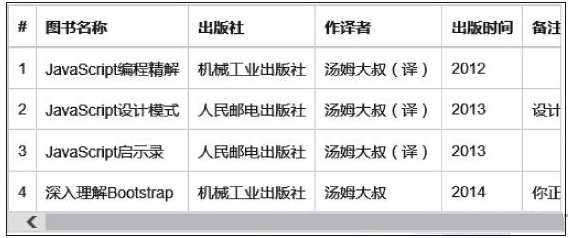 # 图书名称 出版社 作译者 出版时间 备注
1 JavaScript编程精解 机械工业出版社 汤姆大叔（译） 2012
2 JavaScript设计模式 人民邮电出版社 汤姆大叔（译） 2013 设计
3 JavaScript启示录 人民邮电出版社 汤姆大叔（译） 2013
4 深入理解Bootstrap 机械工业出版社 汤姆大叔 2014 你正